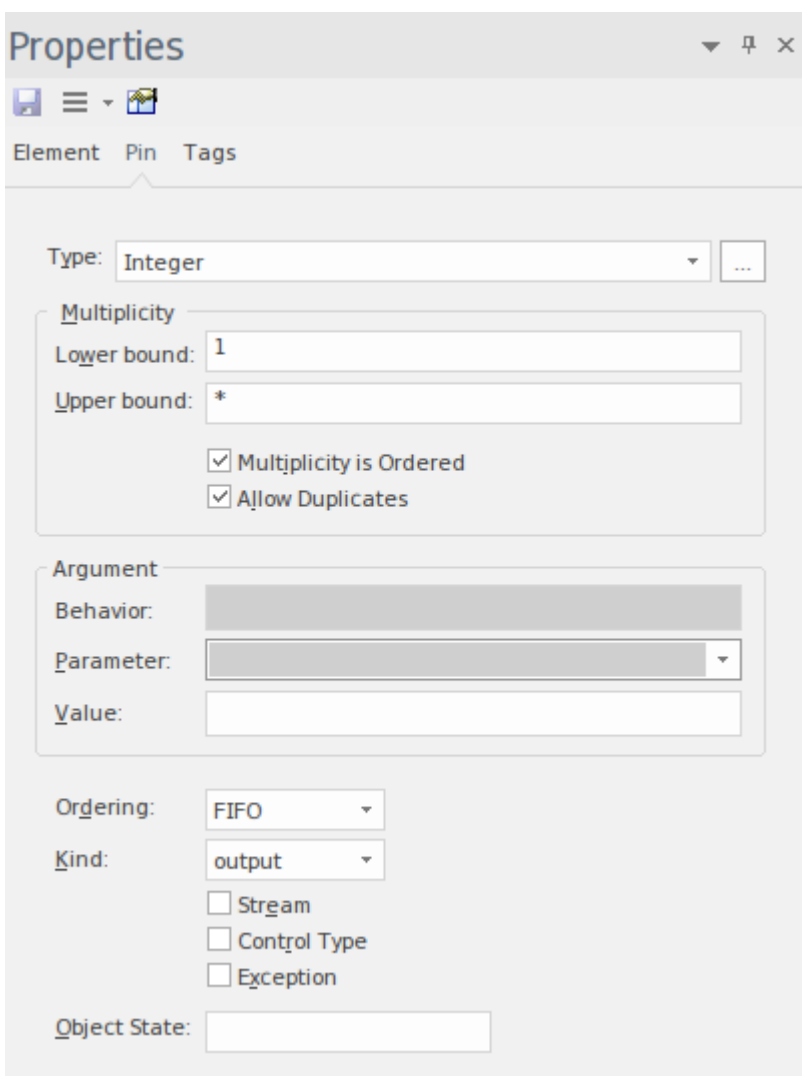 Properties
Element Pin Tags
Type: Integer ...
Multiplicity
Lower bound: 1
Upper bound: *
Multiplicity is Ordered
Allow Duplicates
Argument
Behavior:
Parameter:
Value:
Ordering: FIFO
Kind: output
Stream
Control Type
Exception
Object State: